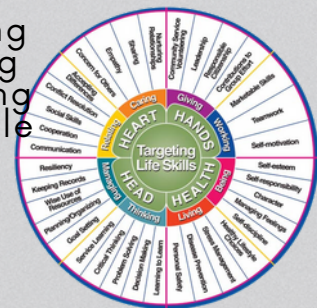 ng
ng
ng
le
Targeting
Life Skills
HEART
HANDS
HEALTH
HEAD
Relating
Caring
Giving
Working
Being
Living
Thinking
Managing
Communication
Cooperation
Social Skills
Conflict Resolution
Accepting
Differences
Concern for Others
Empathy
Sharing
Nurturing
Relationships
Community Service
Volunteering
Leadership
Responsible
Citizenship
Contributions to
Group Effort
Marketable Skills
Teamwork
Self-motivation
Self-esteem
Self-responsibility
Character
Managing Feelings
Self-discipline
Healthy Lifestyle
Choices
Stress Management
Disease Prevention
Personal Safety
Learning to Learn
Decision Making
Problem Solving
Critical Thinking
Service Learning
Goal Setting
Planning/Organizing
Wise Use of
Resources
Keeping Records
Resiliency